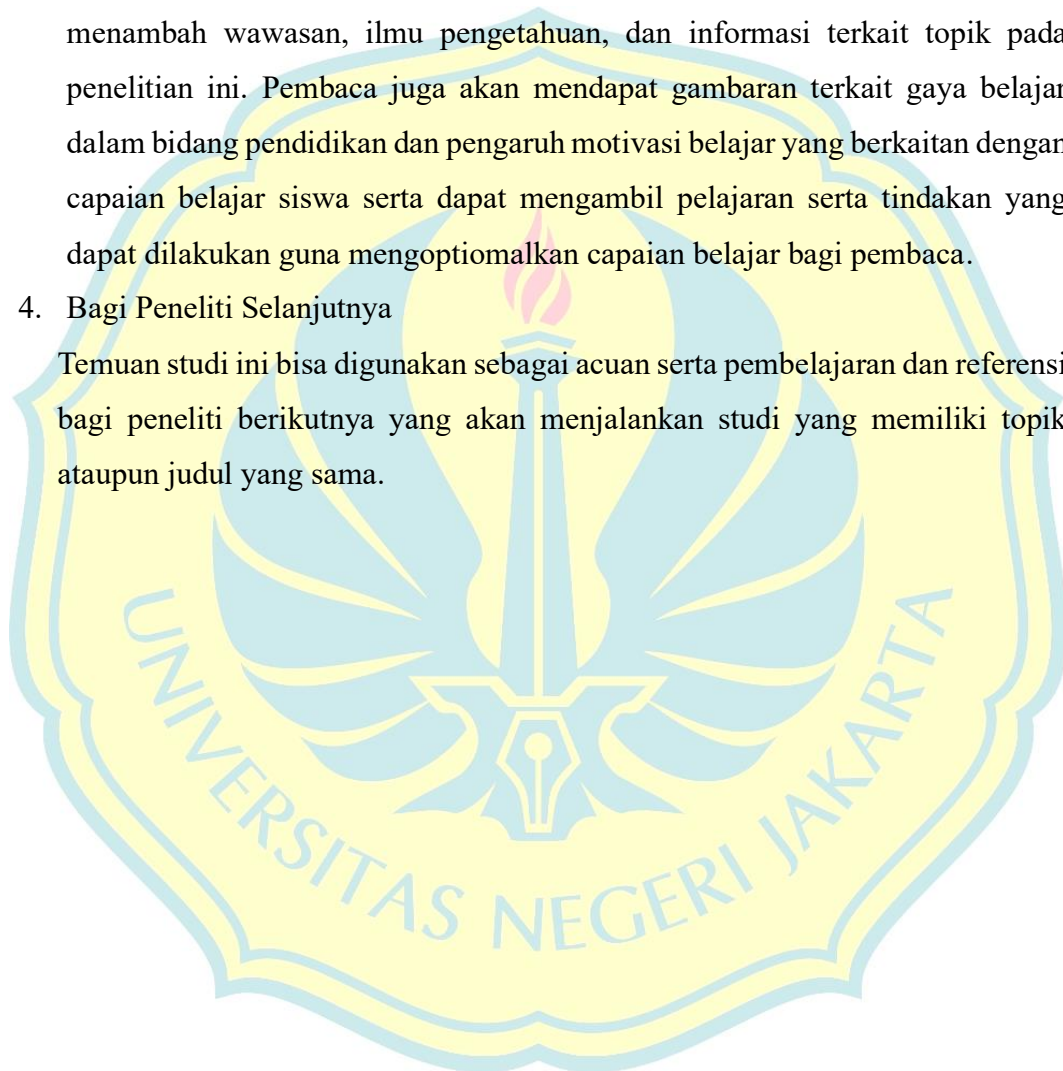 menambah wawasan, ilmu pengetahuan, dan informasi terkait topik pada
penelitian ini. Pembaca juga akan mendapat gambaran terkait gaya belajar
dalam bidang pendidikan dan pengaruh motivasi belajar yang berkaitan dengan
capaian belajar siswa serta dapat mengambil pelajaran serta tindakan yang
dapat dilakukan guna mengoptiomalkan capaian belajar bagi pembaca.
4. Bagi Peneliti Selanjutnya
Temuan studi ini bisa digunakan sebagai acuan serta pembelajaran dan referensi
bagi peneliti berikutnya yang akan menjalankan studi yang memiliki topik
ataupun judul yang sama.
UNIVERSITAS NEGERI JAKARTA